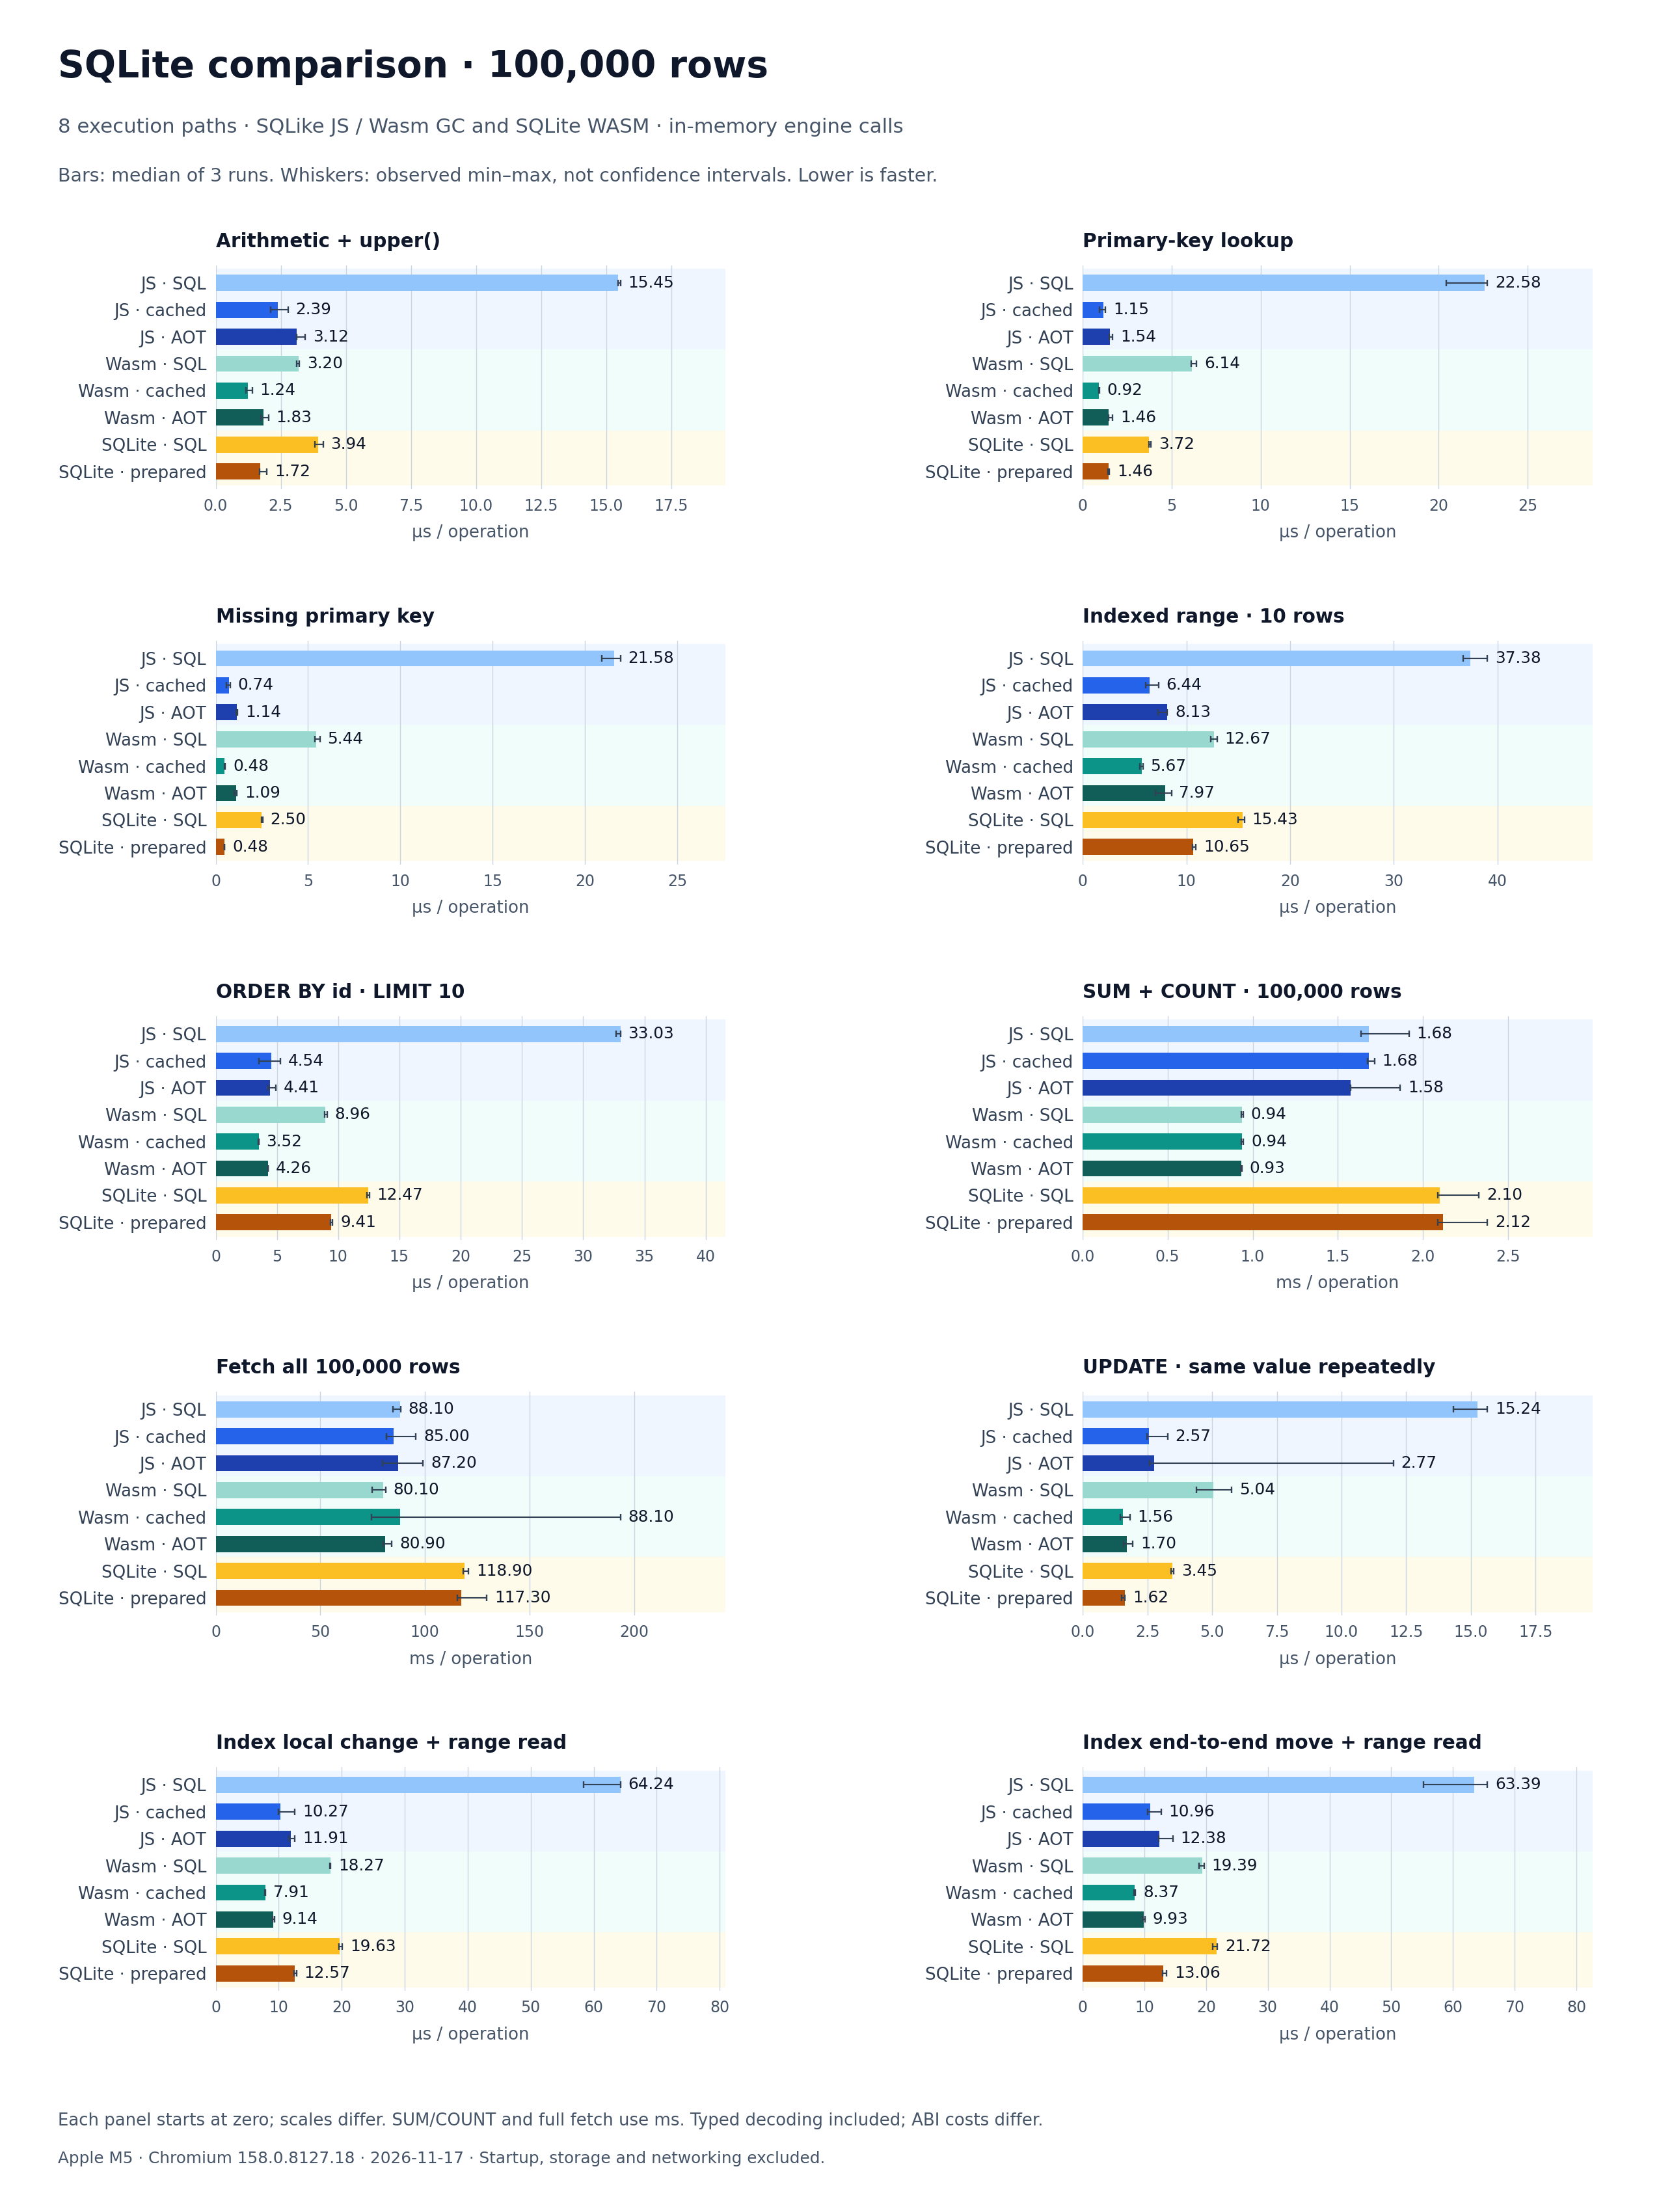 SQLite comparison · 100,000 rows
8 execution paths · SQLike JS / Wasm GC and SQLite WASM · in-memory engine calls
Bars: median of 3 runs. Whiskers: observed min–max, not confidence intervals. Lower is faster.
Arithmetic + upper()
JS · SQL 15.45
JS · cached 2.39
JS · AOT 3.12
Wasm · SQL 3.20
Wasm · cached 1.24
Wasm · AOT 1.83
SQLite · SQL 3.94
SQLite · prepared 1.72
0.0 2.5 5.0 7.5 10.0 12.5 15.0 17.5
µs / operation
Primary-key lookup
JS · SQL 22.58
JS · cached 1.15
JS · AOT 1.54
Wasm · SQL 6.14
Wasm · cached 0.92
Wasm · AOT 1.46
SQLite · SQL 3.72
SQLite · prepared 1.46
0 5 10 15 20 25
µs / operation
Missing primary key
JS · SQL 21.58
JS · cached 0.74
JS · AOT 1.14
Wasm · SQL 5.44
Wasm · cached 0.48
Wasm · AOT 1.09
SQLite · SQL 2.50
SQLite · prepared 0.48
0 5 10 15 20 25
µs / operation
Indexed range · 10 rows
JS · SQL 37.38
JS · cached 6.44
JS · AOT 8.13
Wasm · SQL 12.67
Wasm · cached 5.67
Wasm · AOT 7.97
SQLite · SQL 15.43
SQLite · prepared 10.65
0 10 20 30 40
µs / operation
ORDER BY id · LIMIT 10
JS · SQL 33.03
JS · cached 4.54
JS · AOT 4.41
Wasm · SQL 8.96
Wasm · cached 3.52
Wasm · AOT 4.26
SQLite · SQL 12.47
SQLite · prepared 9.41
0 5 10 15 20 25 30 35 40
µs / operation
SUM + COUNT · 100,000 rows
JS · SQL 1.68
JS · cached 1.68
JS · AOT 1.58
Wasm · SQL 0.94
Wasm · cached 0.94
Wasm · AOT 0.93
SQLite · SQL 2.10
SQLite · prepared 2.12
0.0 0.5 1.0 1.5 2.0 2.5
ms / operation
Fetch all 100,000 rows
JS · SQL 88.10
JS · cached 85.00
JS · AOT 87.20
Wasm · SQL 80.10
Wasm · cached 88.10
Wasm · AOT 80.90
SQLite · SQL 118.90
SQLite · prepared 117.30
0 50 100 150 200
ms / operation
UPDATE · same value repeatedly
JS · SQL 15.24
JS · cached 2.57
JS · AOT 2.77
Wasm · SQL 5.04
Wasm · cached 1.56
Wasm · AOT 1.70
SQLite · SQL 3.45
SQLite · prepared 1.62
0.0 2.5 5.0 7.5 10.0 12.5 15.0 17.5
µs / operation
Index local change + range read
JS · SQL 64.24
JS · cached 10.27
JS · AOT 11.91
Wasm · SQL 18.27
Wasm · cached 7.91
Wasm · AOT 9.14
SQLite · SQL 19.63
SQLite · prepared 12.57
0 10 20 30 40 50 60 70 80
µs / operation
Index end-to-end move + range read
JS · SQL 63.39
JS · cached 10.96
JS · AOT 12.38
Wasm · SQL 19.39
Wasm · cached 8.37
Wasm · AOT 9.93
SQLite · SQL 21.72
SQLite · prepared 13.06
0 10 20 30 40 50 60 70 80
µs / operation
Each panel starts at zero; scales differ. SUM/COUNT and full fetch use ms. Typed decoding included; ABI costs differ.
Apple M5 · Chromium 158.0.8127.18 · 2026-11-17 · Startup, storage and networking excluded.